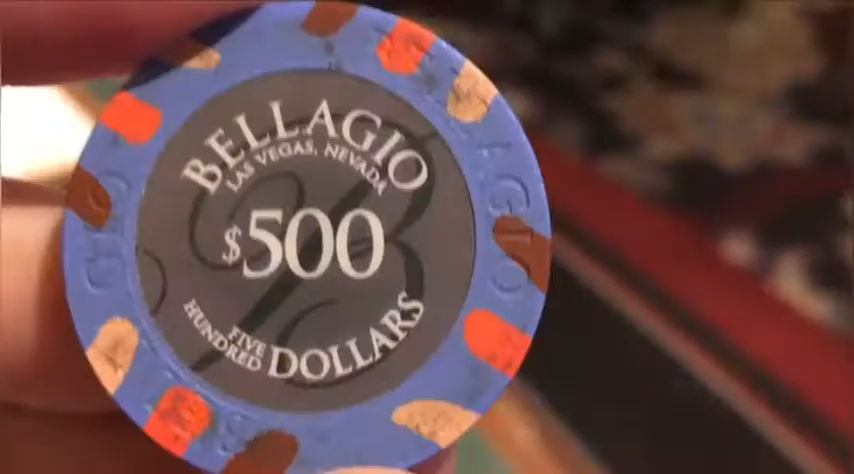 BELLAGIO
LAS VEGAS, NEVADA
$500
FIVE HUNDRED DOLLARS